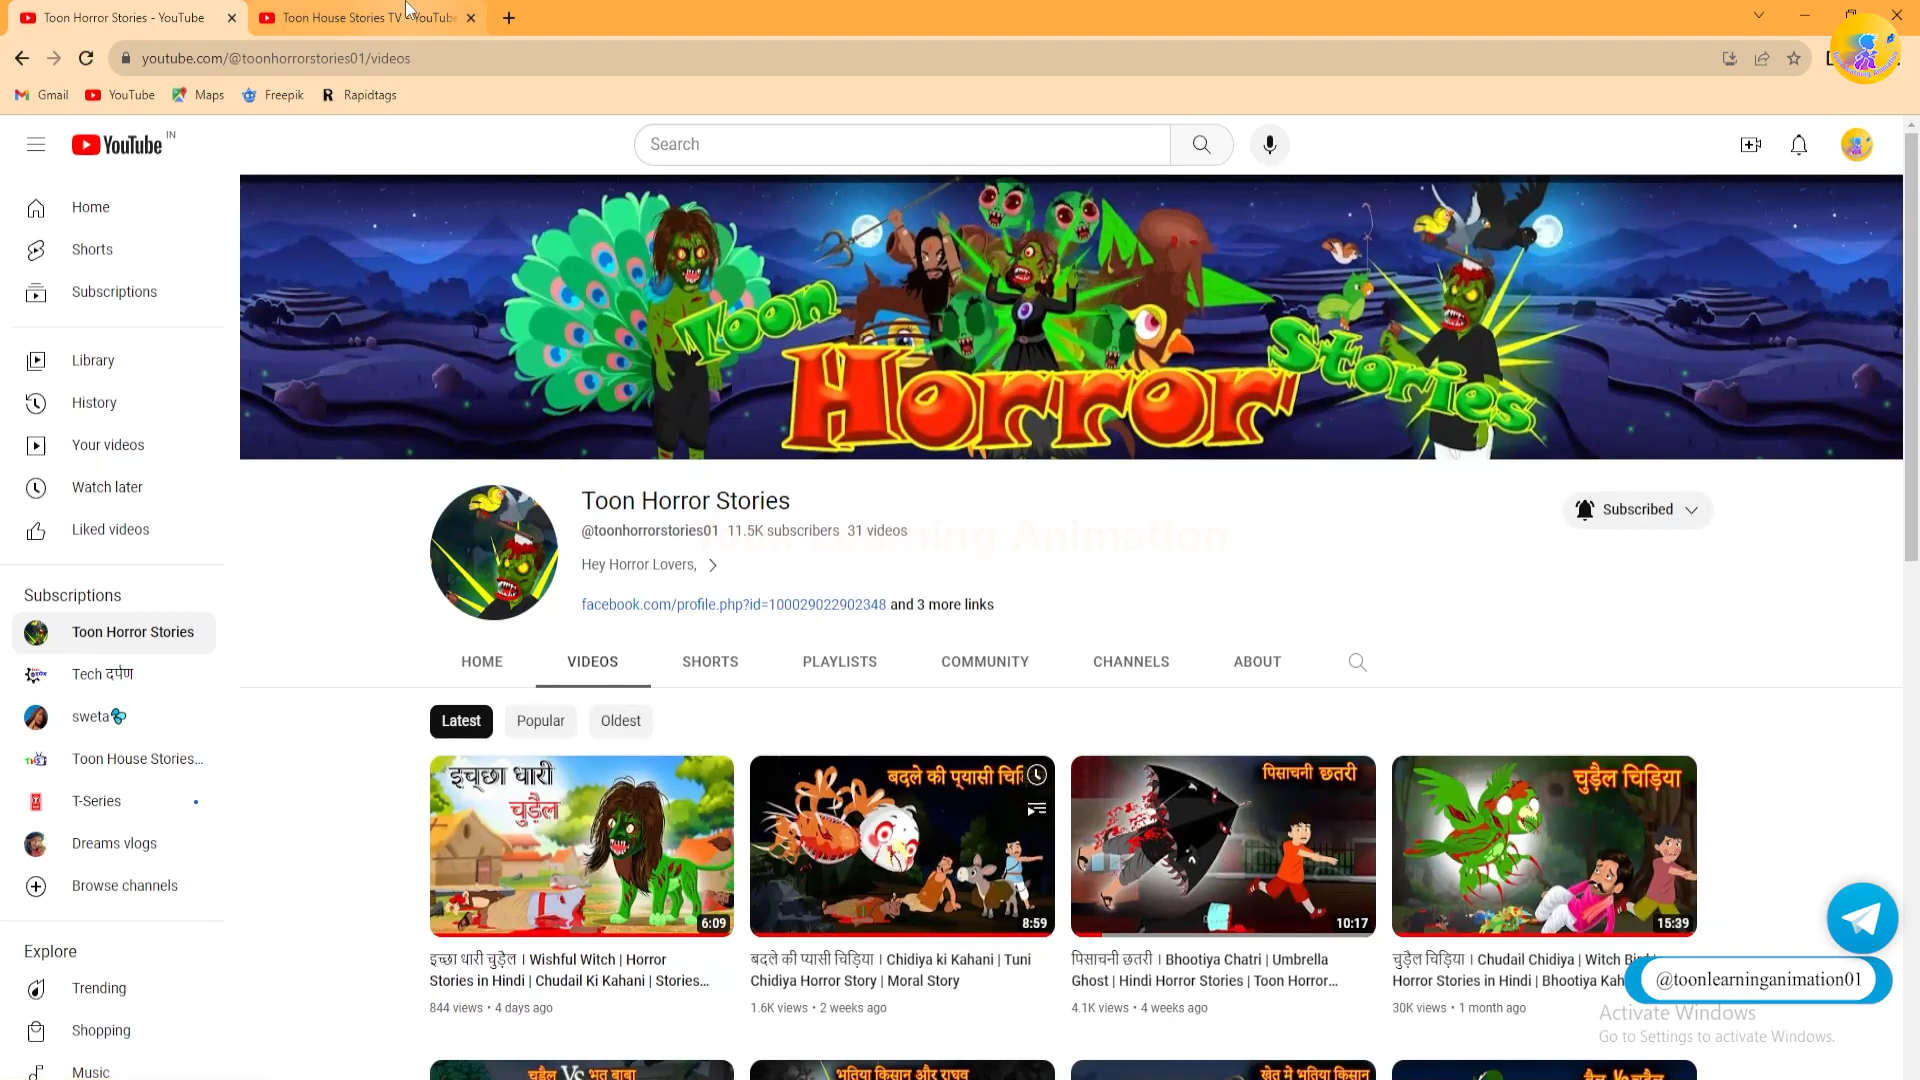 Toon Horror Stories - YouTube
Toon House Stories TV - YouTube
youtube.com/@toonhorrorstories01/videos
Gmail
YouTube
Maps
Freepik
Rapidtags
YouTube IN
Search
Home
Shorts
Subscriptions
Library
History
Your videos
Watch later
Liked videos
Subscriptions
Toon Horror Stories
Tech दर्पण
sweta
Toon House Stories...
T-Series
Dreams vlogs
Browse channels
Explore
Trending
Shopping
Music
Toon Horror Stories
Toon Horror Stories
@toonhorrorstories01 11.5K subscribers 31 videos
Hey Horror Lovers,
facebook.com/profile.php?id=100029022902348 and 3 more links
Subscribed
HOME
VIDEOS
SHORTS
PLAYLISTS
COMMUNITY
CHANNELS
ABOUT
Latest
Popular
Oldest
इच्छा धारी
चुड़ैल
6:09
इच्छा धारी चुड़ैल । Wishful Witch | Horror
Stories in Hindi | Chudail Ki Kahani | Stories...
844 views • 4 days ago
बदले की प्यासी
8:59
बदले की प्यासी चिड़िया । Chidiya ki Kahani | Tuni
Chidiya Horror Story | Moral Story
1.6K views • 2 weeks ago
पिसाचनी छतरी
10:17
पिसाचनी छतरी । Bhootiya Chatri | Umbrella
Ghost | Hindi Horror Stories | Toon Horror...
4.1K views • 4 weeks ago
चुड़ैल चिड़िया
15:39
चुड़ैल चिड़िया । Chudail Chidiya | Witch
Horror Stories in Hindi | Bhootiya
30K views • 1 month ago
चुड़ैल Vs भूत बाबा
भूतिया किसान और राघव
खेत मे भूतिया किसान
@toonlearninganimation01
Activate Windows
Go to Settings to activate Windows.